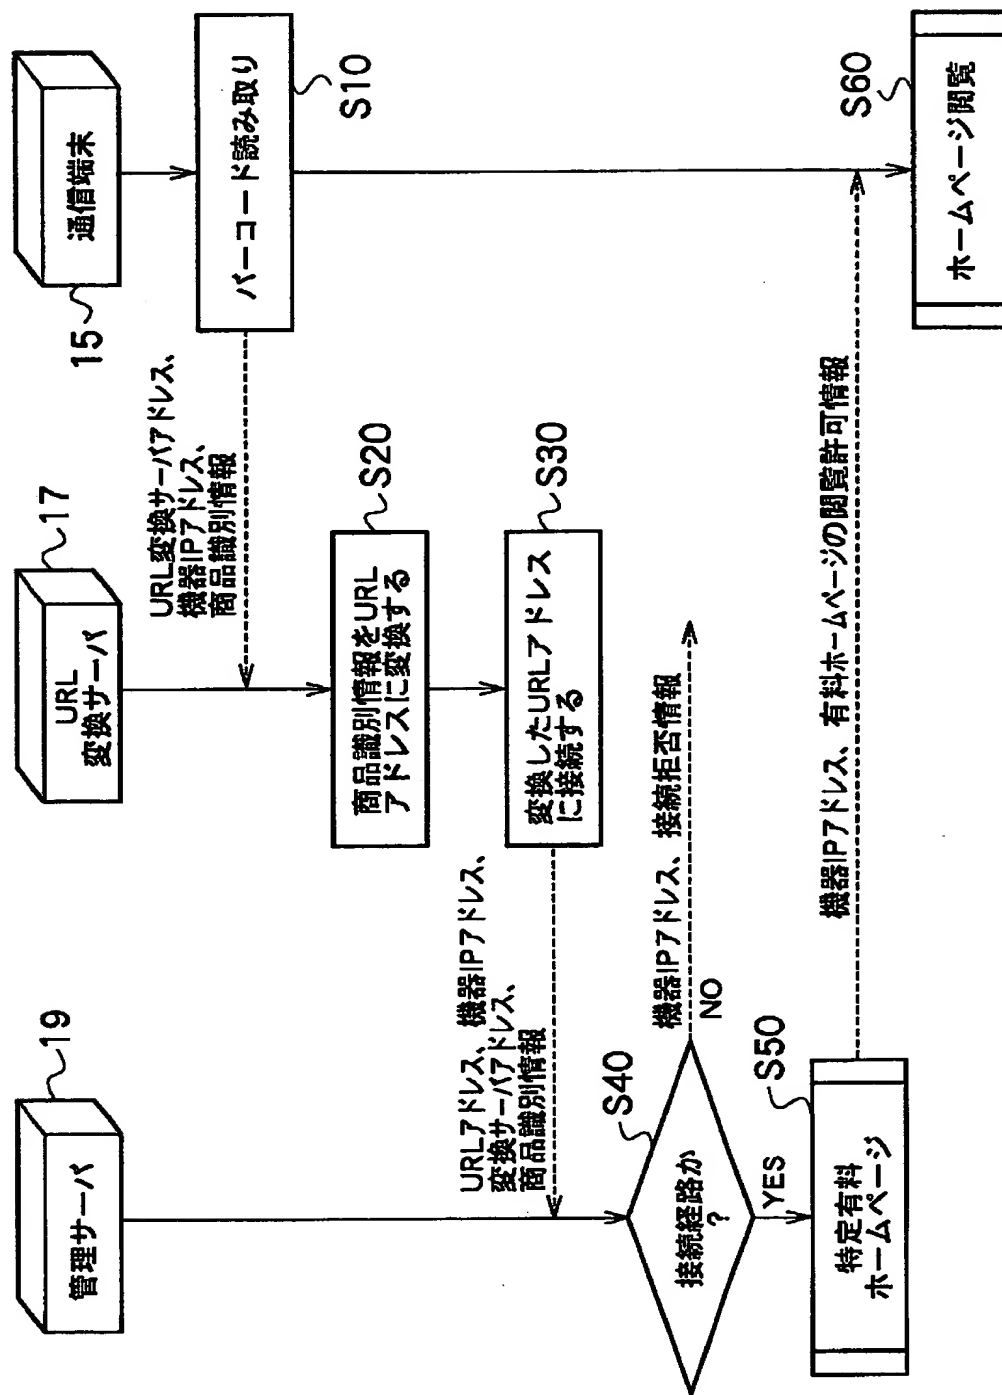 通信端末
15
バーコード読み取り
S10
URL変換サーバアドレス、
機器IPアドレス、
商品識別情報
URL
変換サーバ
17
商品識別情報をURL
アドレスに変換する
S20
変換したURLアドレス
に接続する
S30
URLアドレス、機器IPアドレス、
変換サーバアドレス、
商品識別情報
管理サーバ
19
接続経路か
?
S40
機器IPアドレス、接続拒否情報
NO
YES
特定有料
ホームページ
S50
機器IPアドレス、有料ホームページの閲覧許可情報
ホームページ閲覧
S60